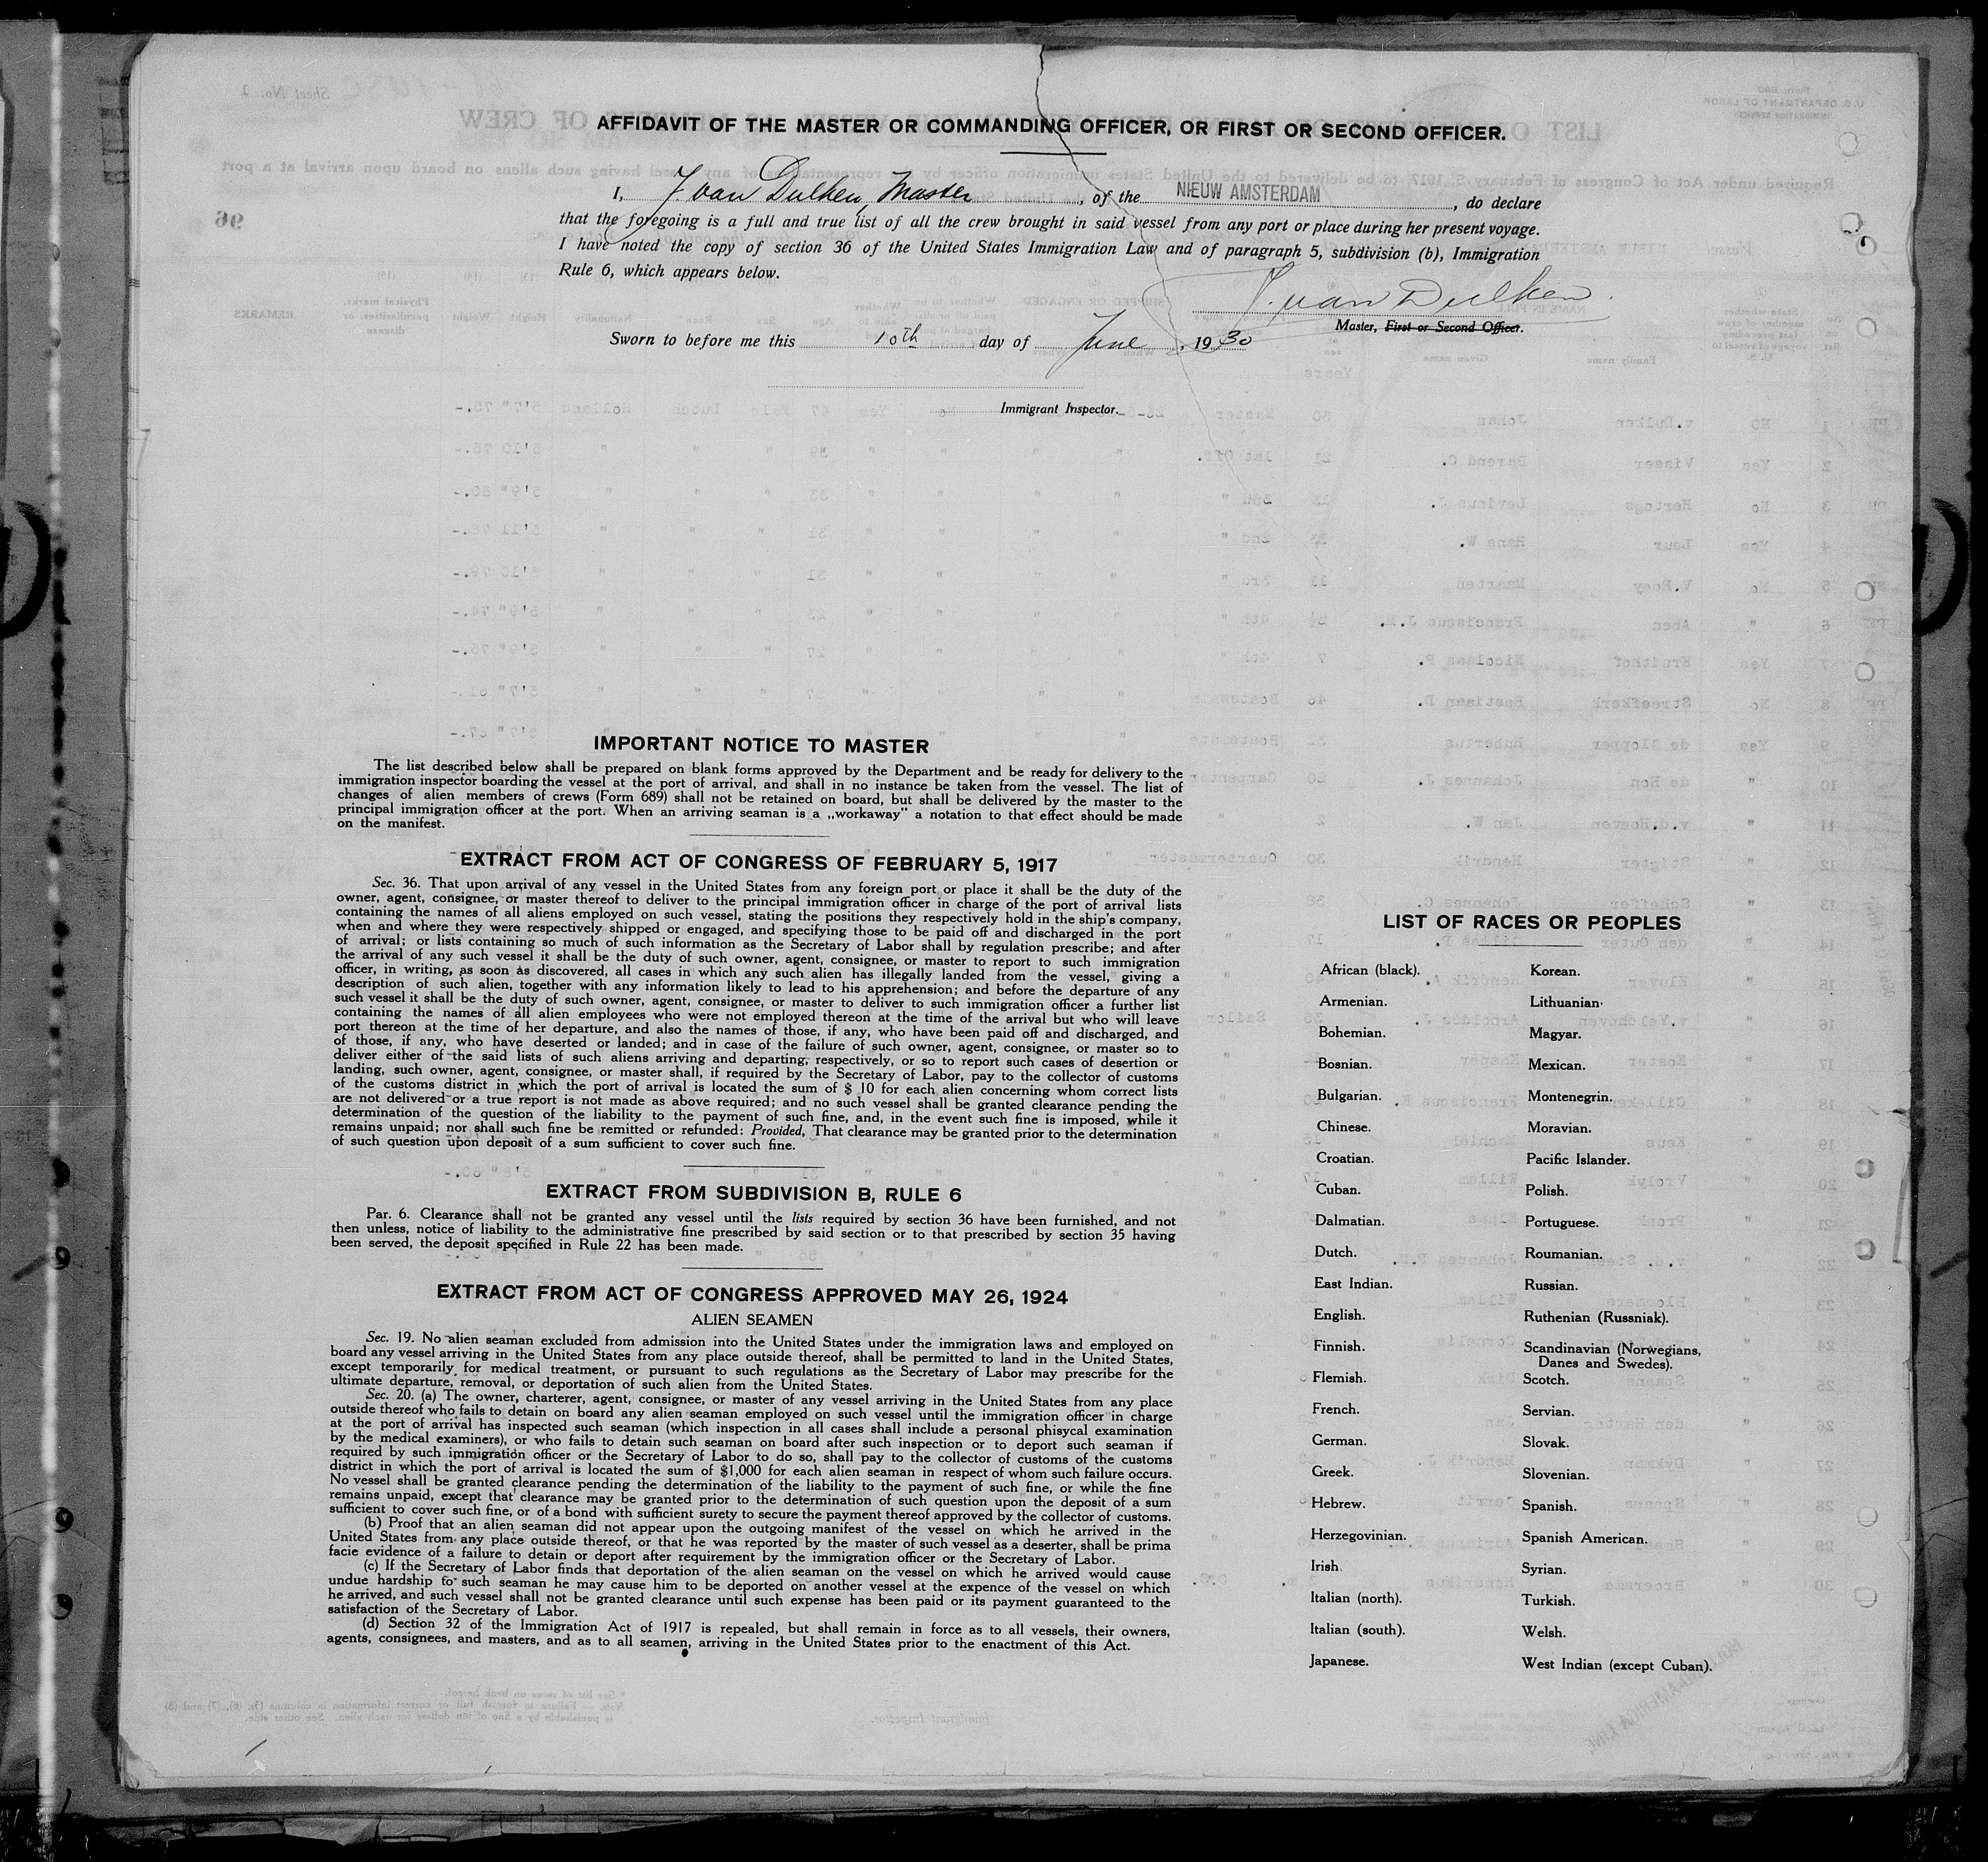 AFFIDAVIT OF THE MASTER OR COMMANDING OFFICER, OR FIRST OR SECOND OFFICER.
I, J. van Dulken, Master, of the NIEUW AMSTERDAM, do declare
that the foregoing is a full and true list of all the crew brought in said vessel from any port or place during her present voyage.
I have noted the copy of section 36 of the United States Immigration Law and of paragraph 5, subdivision (b), Immigration
Rule 6, which appears below.
J. van Dulken.
Master, First or Second Officer.
Sworn to before me this 10th day of June, 1930
Immigrant Inspector.
IMPORTANT NOTICE TO MASTER
The list described below shall be prepared on blank forms approved by the Department and be ready for delivery to the
immigration inspector boarding the vessel at the port of arrival, and shall in no instance be taken from the vessel. The list of
changes of alien members of crews (Form 689) shall not be retained on board, but shall be delivered by the master to the
principal immigration officer at the port. When an arriving seaman is a „workaway" a notation to that effect should be made
on the manifest.
EXTRACT FROM ACT OF CONGRESS OF FEBRUARY 5, 1917
Sec. 36. That upon arrival of any vessel in the United States from any foreign port or place it shall be the duty of the
owner, agent, consignee, or master thereof to deliver to the principal immigration officer in charge of the port of arrival lists
containing the names of all aliens employed on such vessel, stating the positions they respectively hold in the ship's company,
when and where they were respectively shipped or engaged, and specifying those to be paid off and discharged in the port
of arrival; or lists containing so much of such information as the Secretary of Labor shall by regulation prescribe; and after
the arrival of any such vessel it shall be the duty of such owner, agent, consignee, or master to report to such immigration
officer, in writing, as soon as discovered, all cases in which any such alien has illegally landed from the vessel, giving a
description of such alien, together with any information likely to lead to his apprehension; and before the departure of any
such vessel it shall be the duty of such owner, agent, consignee, or master to deliver to such immigration officer a further list
containing the names of all alien employees who were not employed thereon at the time of the arrival but who will leave
port thereon at the time of her departure, and also the names of those, if any, who have been paid off and discharged, and
of those, if any, who have deserted or landed; and in case of the failure of such owner, agent, consignee, or master so to
deliver either of the said lists of such aliens arriving and departing, respectively, or so to report such cases of desertion or
landing, such owner, agent, consignee, or master shall, if required by the Secretary of Labor, pay to the collector of customs
of the customs district in which the port of arrival is located the sum of $ 10 for each alien concerning whom correct lists
are not delivered or a true report is not made as above required; and no such vessel shall be granted clearance pending the
determination of the question of the liability to the payment of such fine, and, in the event such fine is imposed, while it
remains unpaid; nor shall such fine be remitted or refunded: Provided, That clearance may be granted prior to the determination
of such question upon deposit of a sum sufficient to cover such fine.
EXTRACT FROM SUBDIVISION B, RULE 6
Par. 6. Clearance shall not be granted any vessel until the lists required by section 36 have been furnished, and not
then unless, notice of liability to the administrative fine prescribed by said section or to that prescribed by section 35 having
been served, the deposit specified in Rule 22 has been made.
EXTRACT FROM ACT OF CONGRESS APPROVED MAY 26, 1924
ALIEN SEAMEN
Sec. 19. No alien seaman excluded from admission into the United States under the immigration laws and employed on
board any vessel arriving in the United States from any place outside thereof, shall be permitted to land in the United States,
except temporarily for medical treatment, or pursuant to such regulations as the Secretary of Labor may prescribe for the
ultimate departure, removal, or deportation of such alien from the United States.
Sec. 20. (a) The owner, charterer, agent, consignee, or master of any vessel arriving in the United States from any place
outside thereof who fails to detain on board any alien seaman employed on such vessel until the immigration officer in charge
at the port of arrival has inspected such seaman (which inspection in all cases shall include a personal phisycal examination
by the medical examiners), or who fails to detain such seaman on board after such inspection or to deport such seaman if
required by such immigration officer or the Secretary of Labor to do so, shall pay to the collector of customs of the customs
district in which the port of arrival is located the sum of $1,000 for each alien seaman in respect of whom such failure occurs.
No vessel shall be granted clearance pending the determination of the liability to the payment of such fine, or while the fine
remains unpaid, except that clearance may be granted prior to the determination of such question upon the deposit of a sum
sufficient to cover such fine, or of a bond with sufficient surety to secure the payment thereof approved by the collector of customs.
(b) Proof that an alien seaman did not appear upon the outgoing manifest of the vessel on which he arrived in the
United States from any place outside thereof, or that he was reported by the master of such vessel as a deserter, shall be prima
facie evidence of a failure to detain or deport after requirement by the immigration officer or the Secretary of Labor.
(c) If the Secretary of Labor finds that deportation of the alien seaman on the vessel on which he arrived would cause
undue hardship to such seaman he may cause him to be deported on another vessel at the expence of the vessel on which
he arrived, and such vessel shall not be granted clearance until such expense has been paid or its payment guaranteed to the
satisfaction of the Secretary of Labor.
(d) Section 32 of the Immigration Act of 1917 is repealed, but shall remain in force as to all vessels, their owners,
agents, consignees, and masters, and as to all seamen, arriving in the United States prior to the enactment of this Act.
LIST OF RACES OR PEOPLES
African (black). Korean.
Armenian. Lithuanian.
Bohemian. Magyar.
Bosnian. Mexican.
Bulgarian. Montenegrin.
Chinese. Moravian.
Croatian. Pacific Islander.
Cuban. Polish.
Dalmatian. Portuguese.
Dutch. Roumanian.
East Indian. Russian.
English. Ruthenian (Russniak).
Finnish. Scandinavian (Norwegians,
Danes and Swedes).
Flemish. Scotch.
French. Servian.
German. Slovak.
Greek. Slovenian.
Hebrew. Spanish.
Herzegovinian. Spanish American.
Irish. Syrian.
Italian (north). Turkish.
Italian (south). Welsh.
Japanese. West Indian (except Cuban).